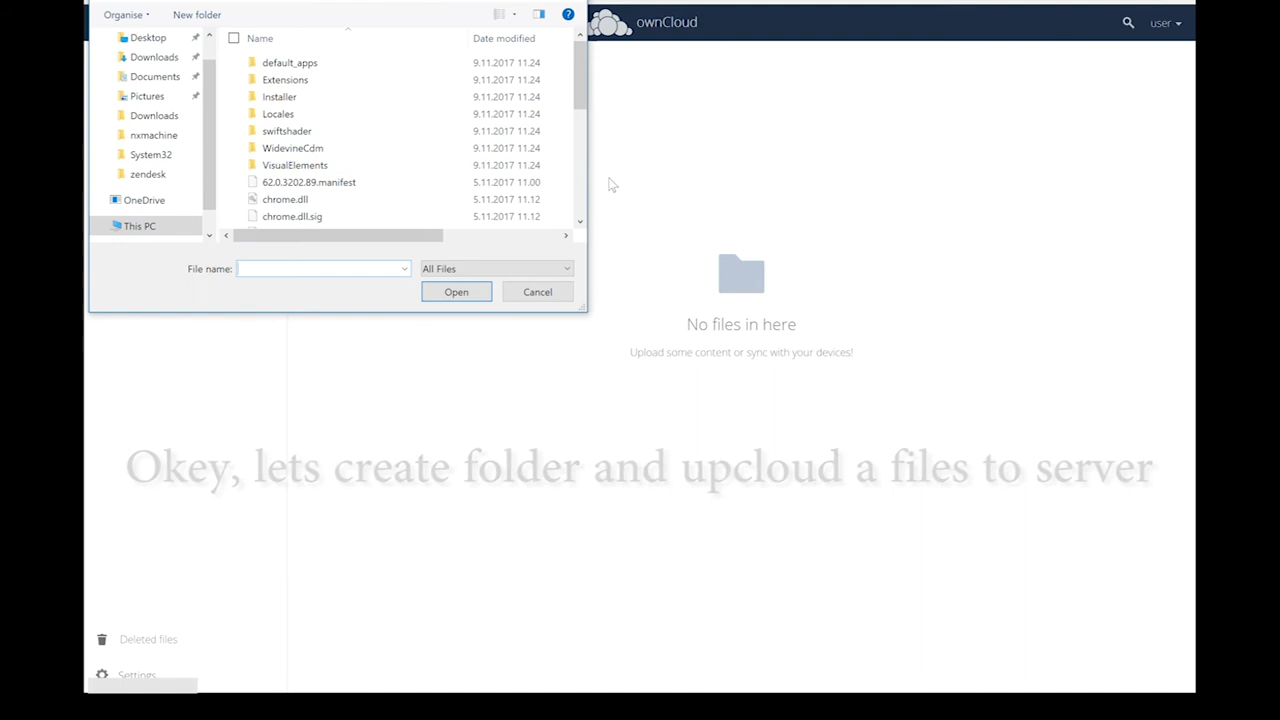 Organise
New folder
ownCloud
user
Desktop
Downloads
Documents
Pictures
Downloads
nxmachine
System32
zendesk
OneDrive
This PC
Name
Date modified
default_apps
9.11.2017 11.24
Extensions
9.11.2017 11.24
Installer
9.11.2017 11.24
Locales
9.11.2017 11.24
swiftshader
9.11.2017 11.24
WidevineCdm
9.11.2017 11.24
VisualElements
9.11.2017 11.24
62.0.3202.89.manifest
5.11.2017 11.00
chrome.dll
5.11.2017 11.12
chrome.dll.sig
5.11.2017 11.12
File name:
All Files
Open
Cancel
No files in here
Upload some content or sync with your devices!
Okey, lets create folder and upcloud a files to server
Deleted files
Settings